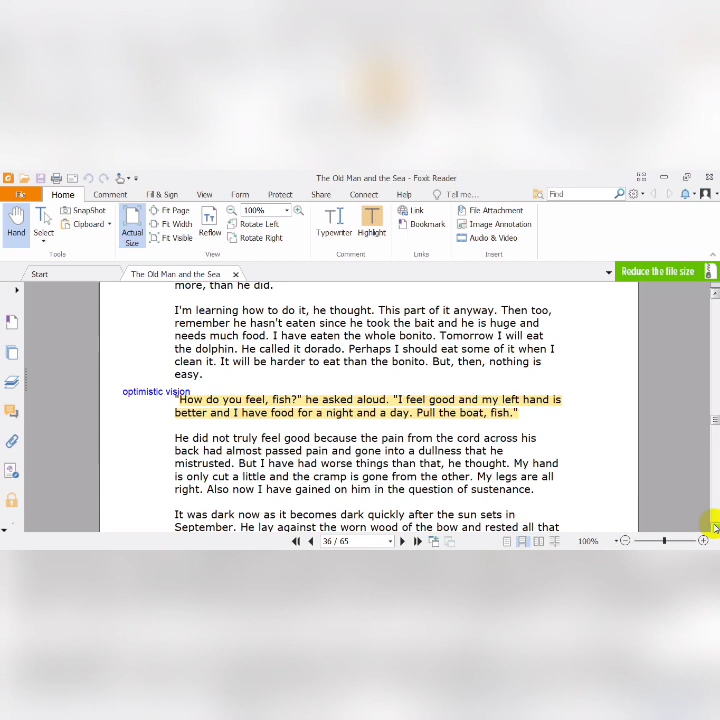 The Old Man and the Sea - Foxit Reader
File Home Comment Fill & Sign View Form Protect Share Connect Help Tell me... Find
Hand
Select
SnapShot
Clipboard
Actual Size
Fit Page
Fit Width
Fit Visible
Reflow
100%
Rotate Left
Rotate Right
Typewriter
Highlight
Link
Bookmark
File Attachment
Image Annotation
Audio & Video
Tools View Comment Links Insert
Start The Old Man and the Sea Reduce the file size
more, than he did.
I'm learning how to do it, he thought. This part of it anyway. Then too,
remember he hasn't eaten since he took the bait and he is huge and
needs much food. I have eaten the whole bonito. Tomorrow I will eat
the dolphin. He called it dorado. Perhaps I should eat some of it when I
clean it. It will be harder to eat than the bonito. But, then, nothing is
easy.
optimistic vision
"How do you feel, fish?" he asked aloud. "I feel good and my left hand is
better and I have food for a night and a day. Pull the boat, fish."
He did not truly feel good because the pain from the cord across his
back had almost passed pain and gone into a dullness that he
mistrusted. But I have had worse things than that, he thought. My hand
is only cut a little and the cramp is gone from the other. My legs are all
right. Also now I have gained on him in the question of sustenance.
It was dark now as it becomes dark quickly after the sun sets in
September. He lay against the worn wood of the bow and rested all that
36 / 65 100%